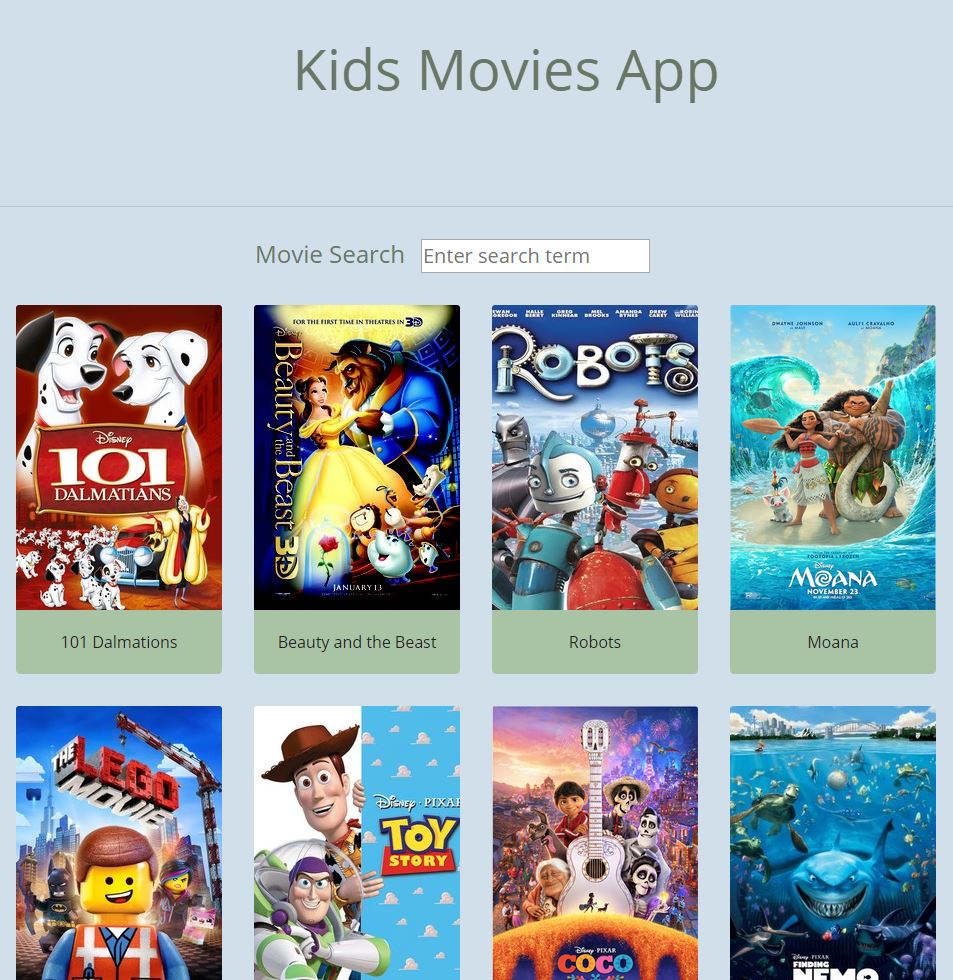 Kids Movies App
Movie Search
Enter search term
Disney
101
DALMATIANS
101 Dalmations
FOR THE FIRST TIME IN THEATRES IN 3D
Disney
Beauty and the Beast 3D
JANUARY 13
Beauty and the Beast
EWAN GREGOR HALLE BERRY GREG KINNEAR MEL BROOKS AMANDA BYNES DREW CAREY ROBIN WILLIAM
ROBOTS
Robots
DWAYNE JOHNSON AULI'I CRAVALHO
Disney
MOANA
NOVEMBER 23
Moana
THE
LEGO
MOVIE
Disney · PIXAR
TOY
STORY
Disney · PIXAR
COCO
Disney · PIXAR
FINDING
NEMO